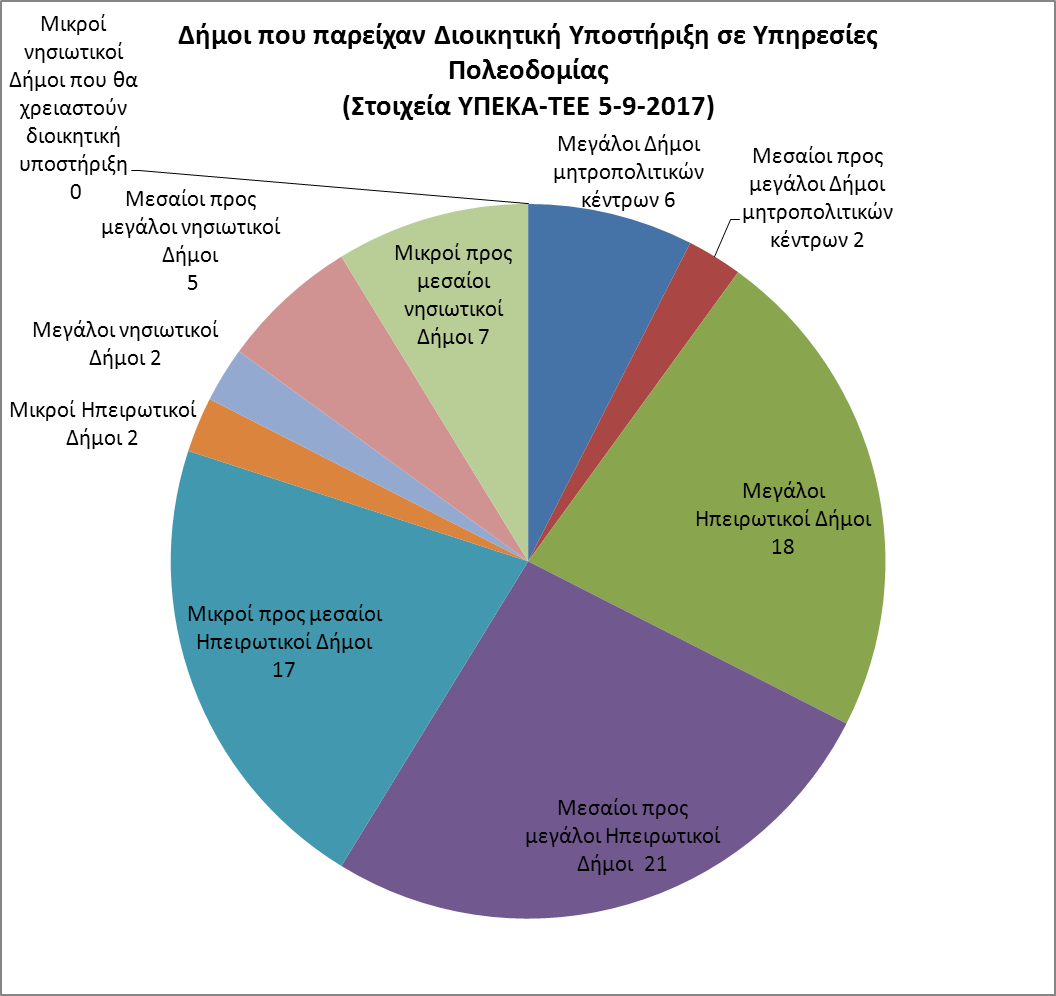 Δήμοι που παρείχαν Διοικητική Υποστήριξη σε Υπηρεσίες
Πολεοδομίας
(Στοιχεία ΥΠΕΚΑ-ΤΕΕ 5-9-2017)
Μικροί
νησιωτικοί
Δήμοι που θα
χρειαστούν
διοικητική
υποστήριξη
0
Μεγάλοι Δήμοι
μητροπολιτικών
κέντρων 6
Μεσαίοι προς
μεγάλοι Δήμοι
μητροπολιτικών
κέντρων 2
Μεσαίοι προς
μεγάλοι νησιωτικοί
Δήμοι
5
Μικροί προς
μεσαίοι
νησιωτικοί
Δήμοι 7
Μεγάλοι νησιωτικοί
Δήμοι 2
Μικροί Ηπειρωτικοί
Δήμοι 2
Μεγάλοι
Ηπειρωτικοί Δήμοι
18
Μικροί προς μεσαίοι
Ηπειρωτικοί Δήμοι
17
Μεσαίοι προς
μεγάλοι Ηπειρωτικοί
Δήμοι 21